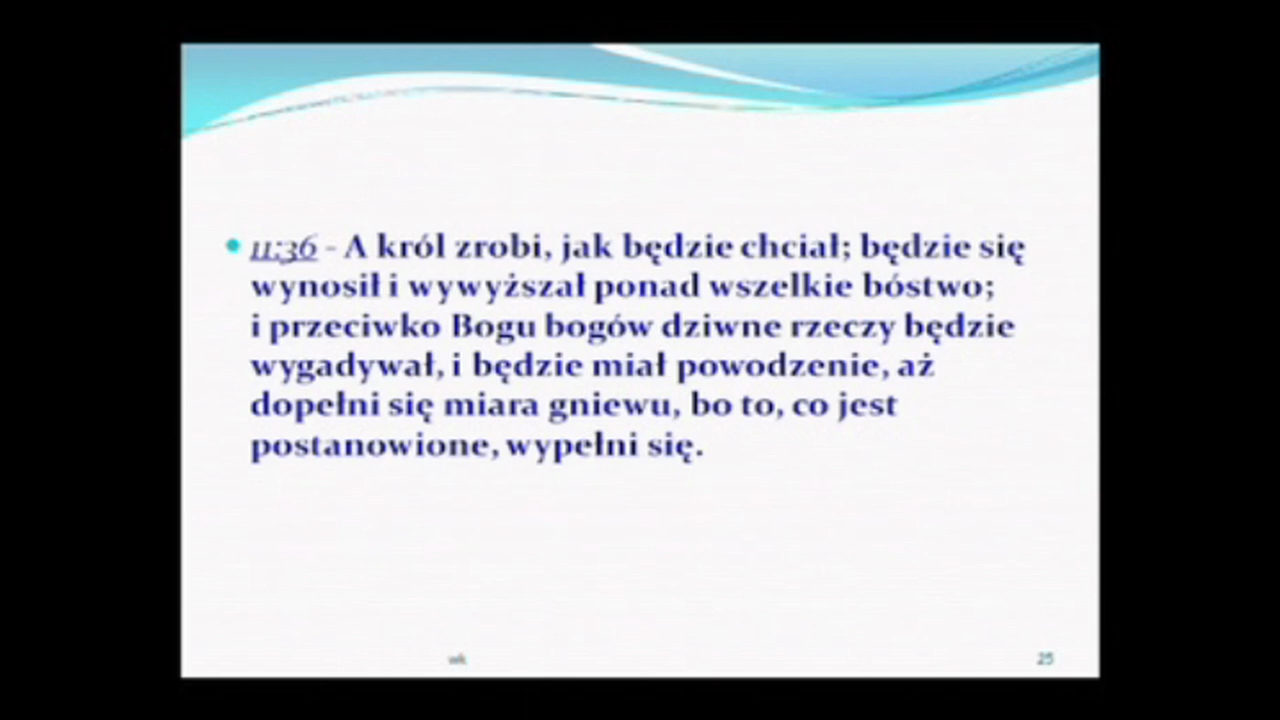 • 11:36 - A król zrobi, jak będzie chciał; będzie się
wynosił i wywyższał ponad wszelkie bóstwo;
i przeciwko Bogu bogów dziwne rzeczy będzie
wygadywał, i będzie miał powodzenie, aż
dopełni się miara gniewu, bo to, co jest
postanowione, wypełni się.
wk
25